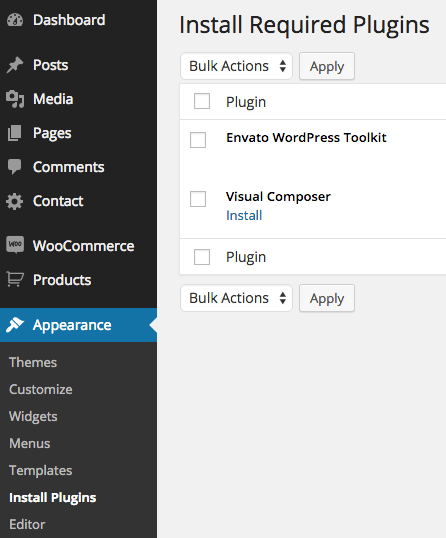 Dashboard
Posts
Media
Pages
Comments
Contact
WOO
WooCommerce
Products
Appearance
Themes
Customize
Widgets
Menus
Templates
Install Plugins
Editor
Install Required Plugins
Bulk Actions Apply
Plugin
Envato WordPress Toolkit
Visual Composer
Install
Plugin
Bulk Actions Apply